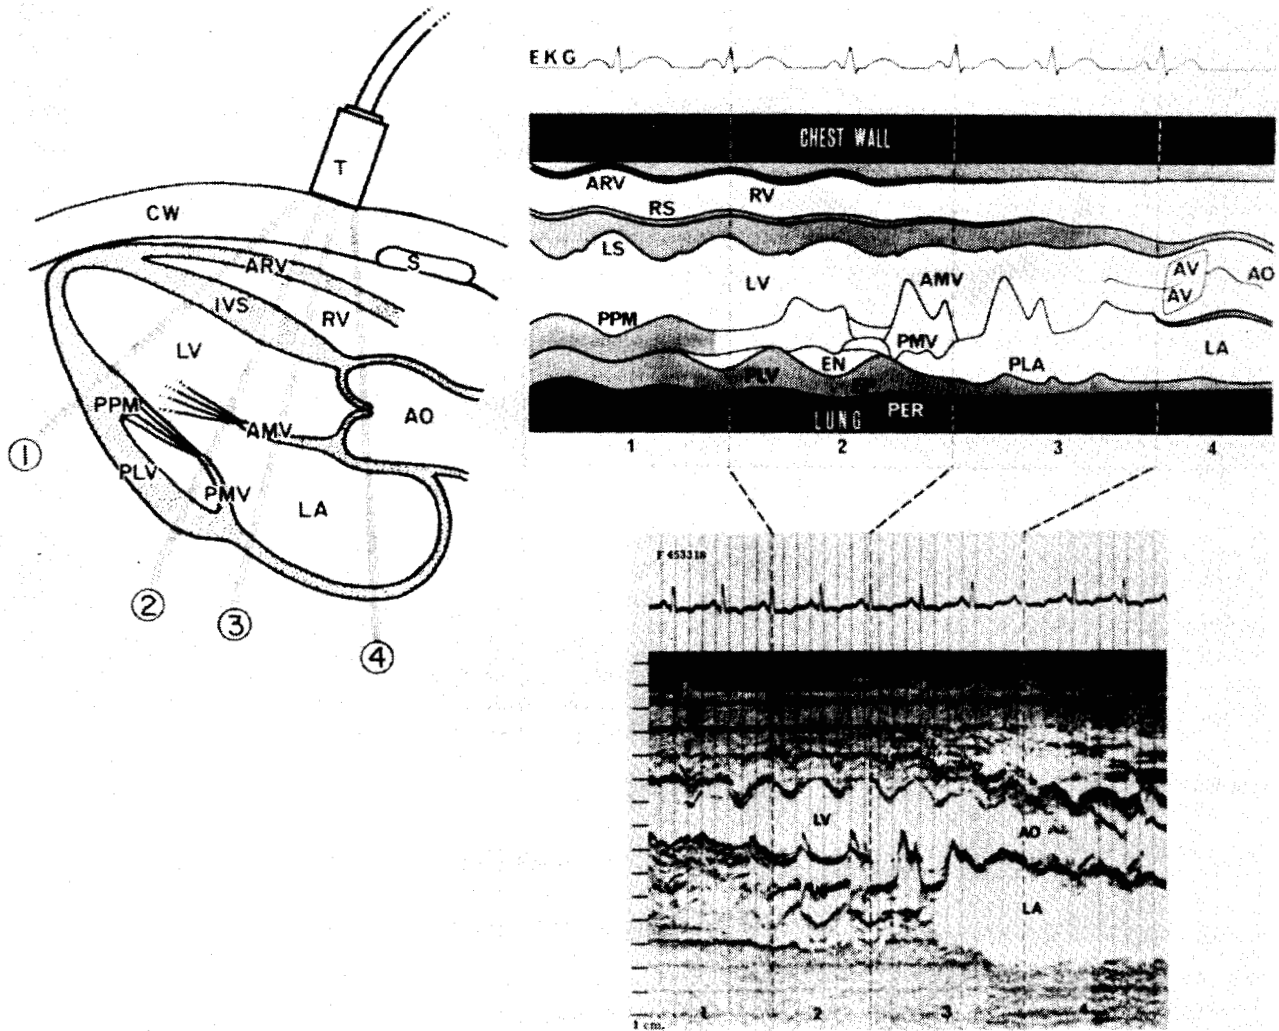 T
CW
S
ARV
IVS
RV
LV
AO
PPM
AMV
PLV
PMV
LA
①
②
③
④
EKG
CHEST WALL
ARV
RV
RS
LS
LV
AMV
AV
AO
AV
PPM
PMV
LA
EN
PLA
PLV
PER
LUNG
1 2 3 4
F 453318
LV
AO
LA
1 2 3 4
1 cm.